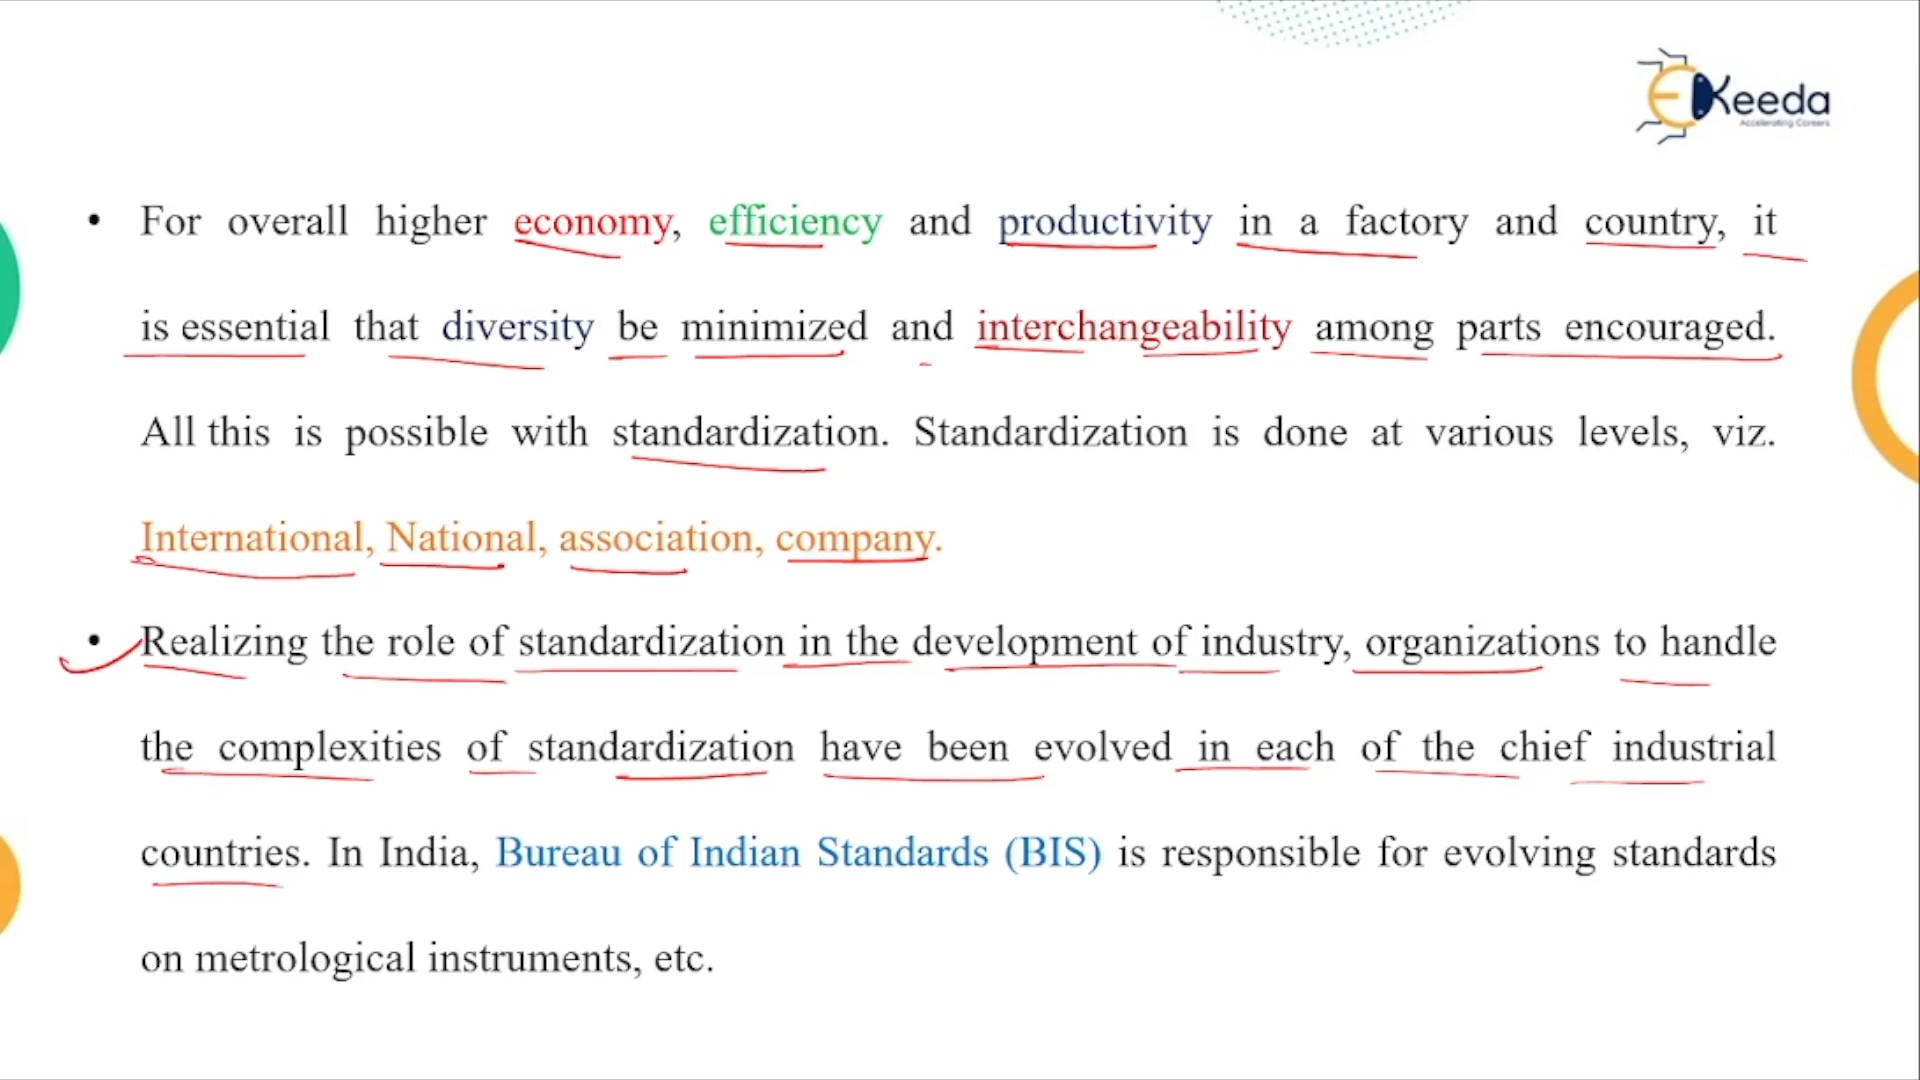 EKeeda
Accelerating Careers
• For overall higher economy, efficiency and productivity in a factory and country, it
is essential that diversity be minimized and interchangeability among parts encouraged.
All this is possible with standardization. Standardization is done at various levels, viz.
International, National, association, company.
• Realizing the role of standardization in the development of industry, organizations to handle
the complexities of standardization have been evolved in each of the chief industrial
countries. In India, Bureau of Indian Standards (BIS) is responsible for evolving standards
on metrological instruments, etc.